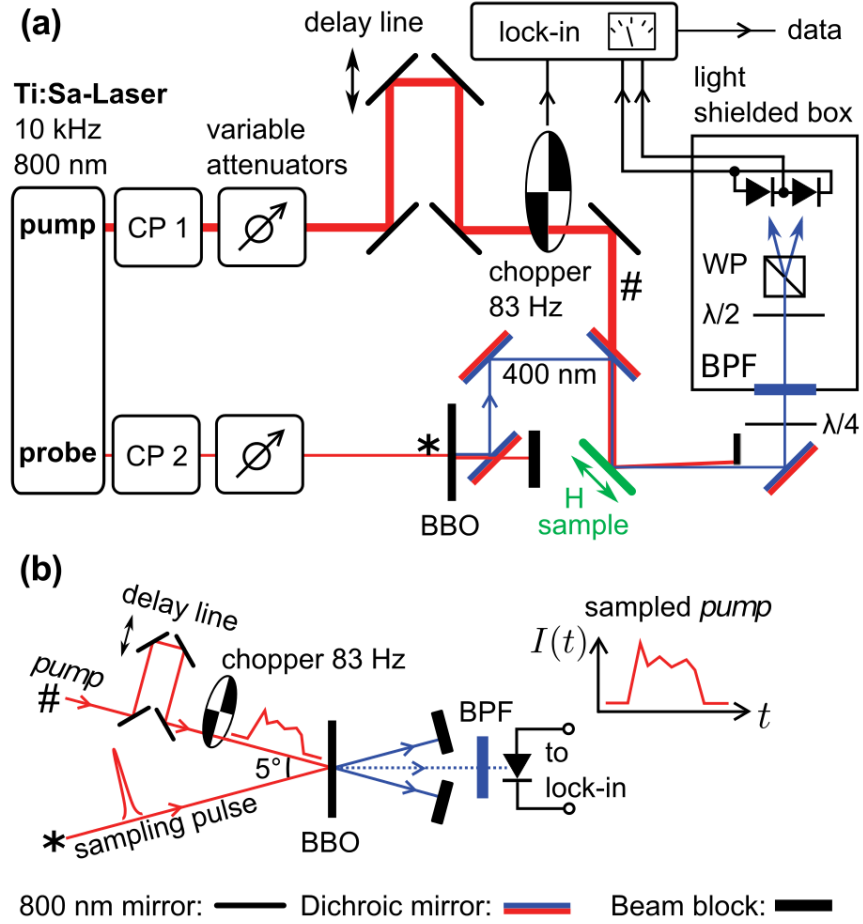 (a)
delay line
lock-in
data
Ti:Sa-Laser
10 kHz
800 nm
variable
attenuators
light
shielded box
pump
CP 1
chopper
83 Hz
#
WP
λ/2
BPF
400 nm
λ/4
probe
CP 2
*
BBO
H
sample
(b)
delay line
chopper 83 Hz
sampled pump
I(t)
t
pump
#
BPF
to
lock-in
5°
*
sampling pulse
BBO
800 nm mirror:
Dichroic mirror:
Beam block: